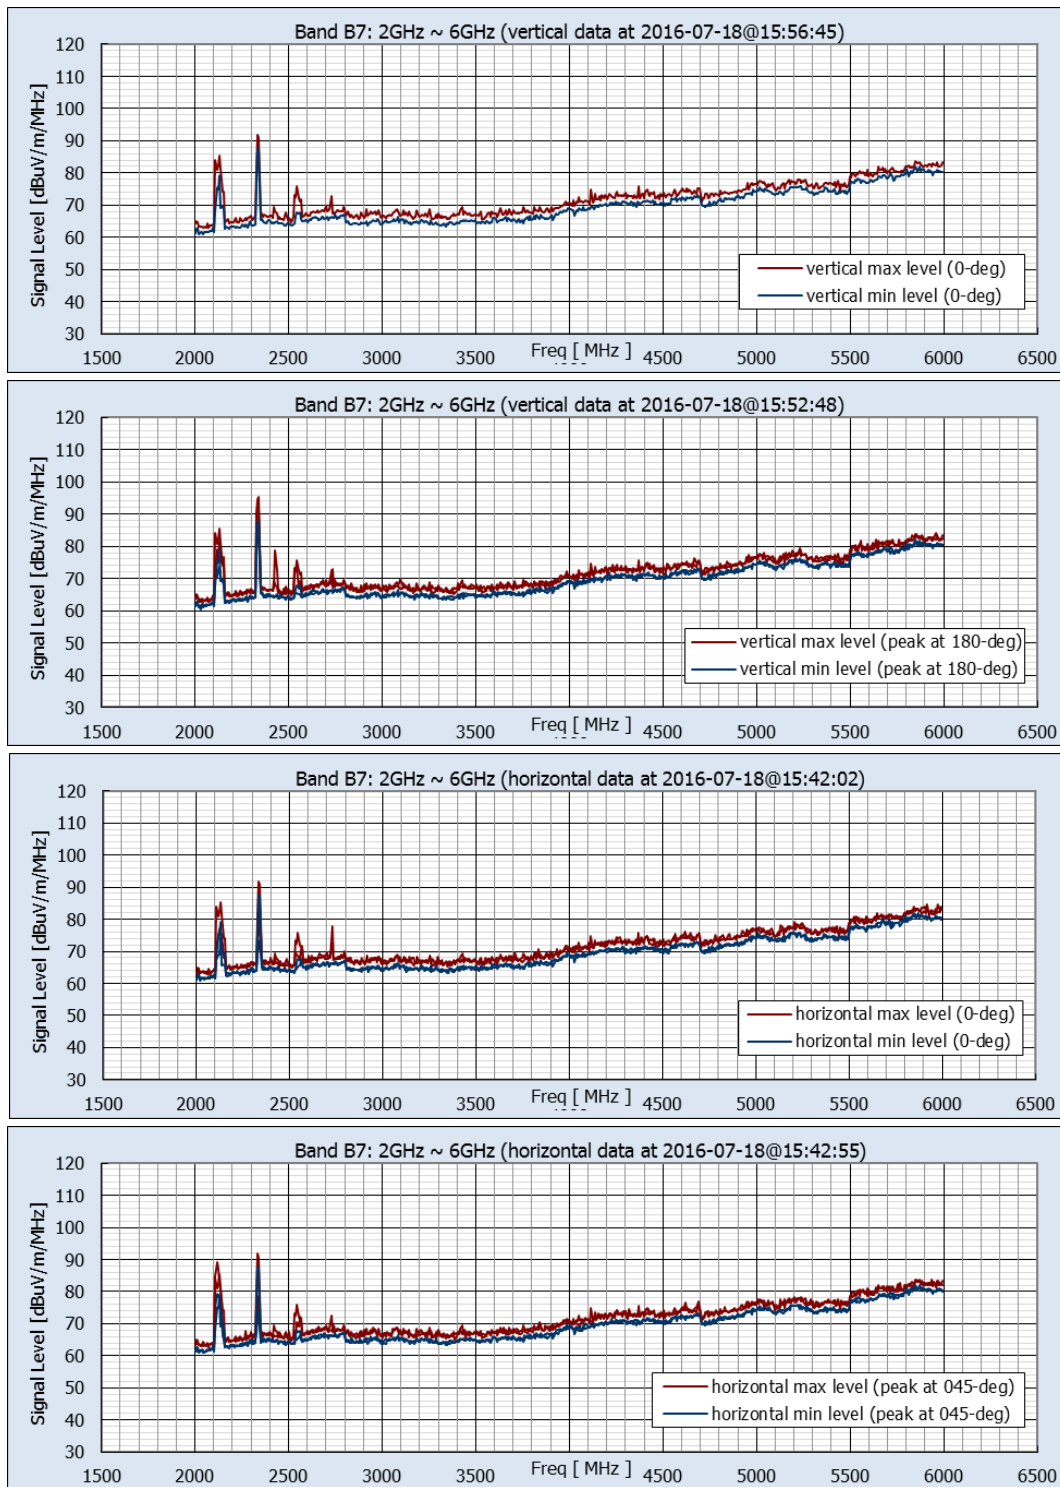 Band B7: 2GHz ~ 6GHz (vertical data at 2016-07-18@15:56:45)
Signal Level [dBuV/m/MHz]
120
110
100
90
80
70
60
50
40
30
vertical max level (0-deg)
vertical min level (0-deg)
1500 2000 2500 3000 3500 4500 5000 5500 6000 6500
Freq [ MHz ]
Band B7: 2GHz ~ 6GHz (vertical data at 2016-07-18@15:52:48)
Signal Level [dBuV/m/MHz]
120
110
100
90
80
70
60
50
40
30
vertical max level (peak at 180-deg)
vertical min level (peak at 180-deg)
1500 2000 2500 3000 3500 4500 5000 5500 6000 6500
Freq [ MHz ]
Band B7: 2GHz ~ 6GHz (horizontal data at 2016-07-18@15:42:02)
Signal Level [dBuV/m/MHz]
120
110
100
90
80
70
60
50
40
30
horizontal max level (0-deg)
horizontal min level (0-deg)
1500 2000 2500 3000 3500 4500 5000 5500 6000 6500
Freq [ MHz ]
Band B7: 2GHz ~ 6GHz (horizontal data at 2016-07-18@15:42:55)
Signal Level [dBuV/m/MHz]
120
110
100
90
80
70
60
50
40
30
horizontal max level (peak at 045-deg)
horizontal min level (peak at 045-deg)
1500 2000 2500 3000 3500 4500 5000 5500 6000 6500
Freq [ MHz ]